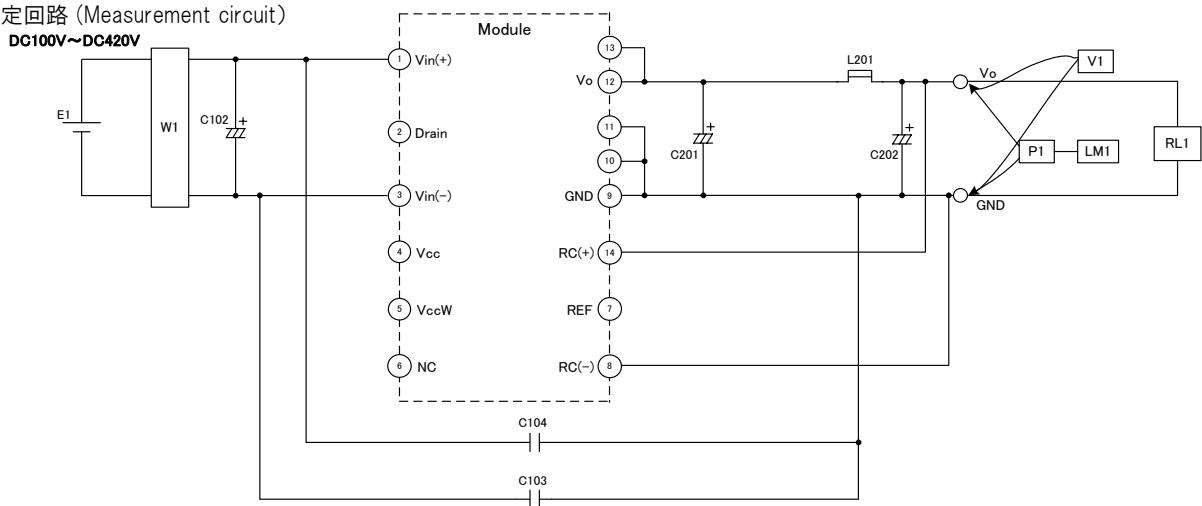 定回路 (Measurement circuit)
DC100V～DC420V
Module
E1
W1
C102
+
1 Vin(+)
2 Drain
3 Vin(-)
4 Vcc
5 VccW
6 NC
13
Vo 12
11
10
GND 9
RC(+) 14
REF 7
RC(-) 8
C201
+
L201
C202
+
Vo
GND
V1
P1
LM1
RL1
C104
C103